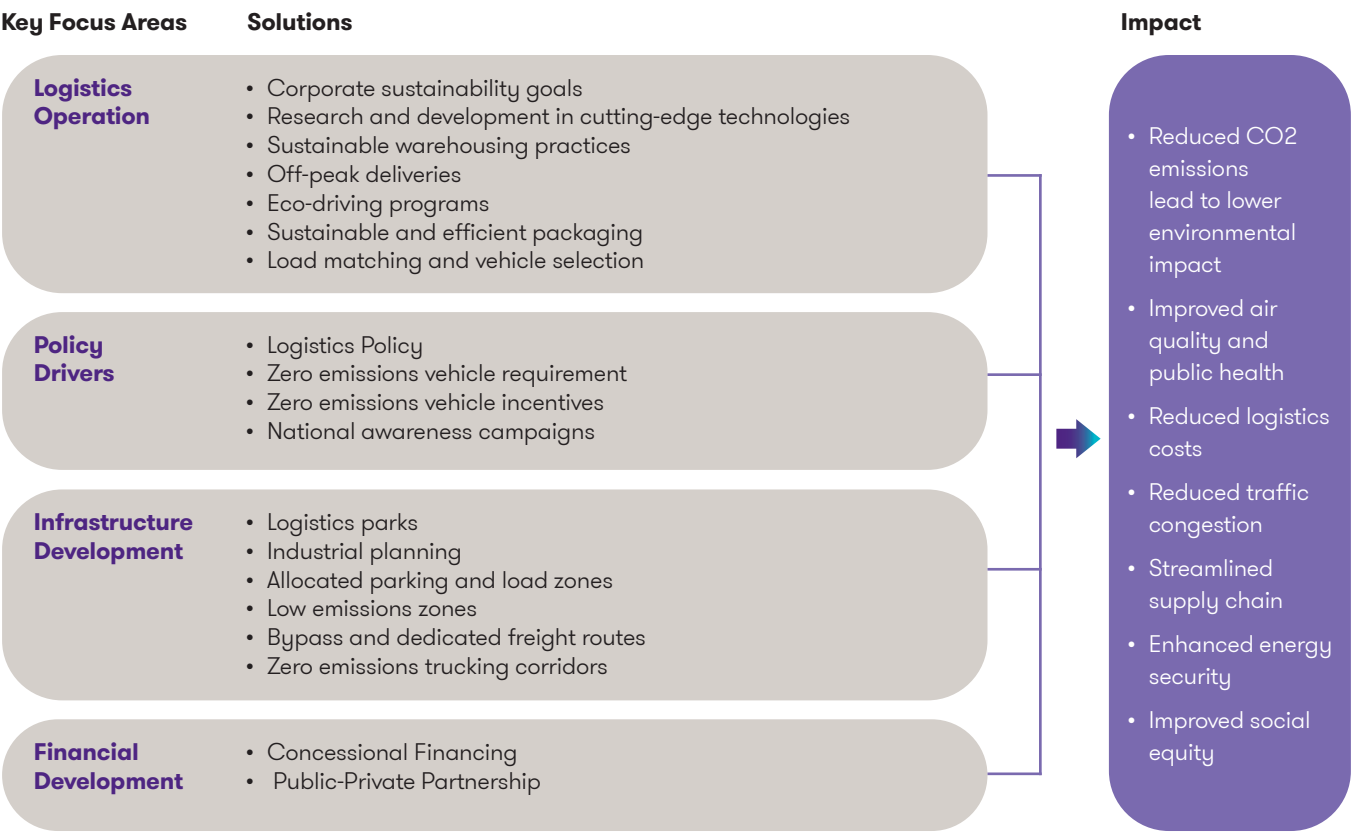 Key Focus Areas Solutions Impact
Logistics
Operation
• Corporate sustainability goals
• Research and development in cutting-edge technologies
• Sustainable warehousing practices
• Off-peak deliveries
• Eco-driving programs
• Sustainable and efficient packaging
• Load matching and vehicle selection
Policy
Drivers
• Logistics Policy
• Zero emissions vehicle requirement
• Zero emissions vehicle incentives
• National awareness campaigns
Infrastructure
Development
• Logistics parks
• Industrial planning
• Allocated parking and load zones
• Low emissions zones
• Bypass and dedicated freight routes
• Zero emissions trucking corridors
Financial
Development
• Concessional Financing
• Public-Private Partnership
• Reduced CO2
emissions
lead to lower
environmental
impact
• Improved air
quality and
public health
• Reduced logistics
costs
• Reduced traffic
congestion
• Streamlined
supply chain
• Enhanced energy
security
• Improved social
equity